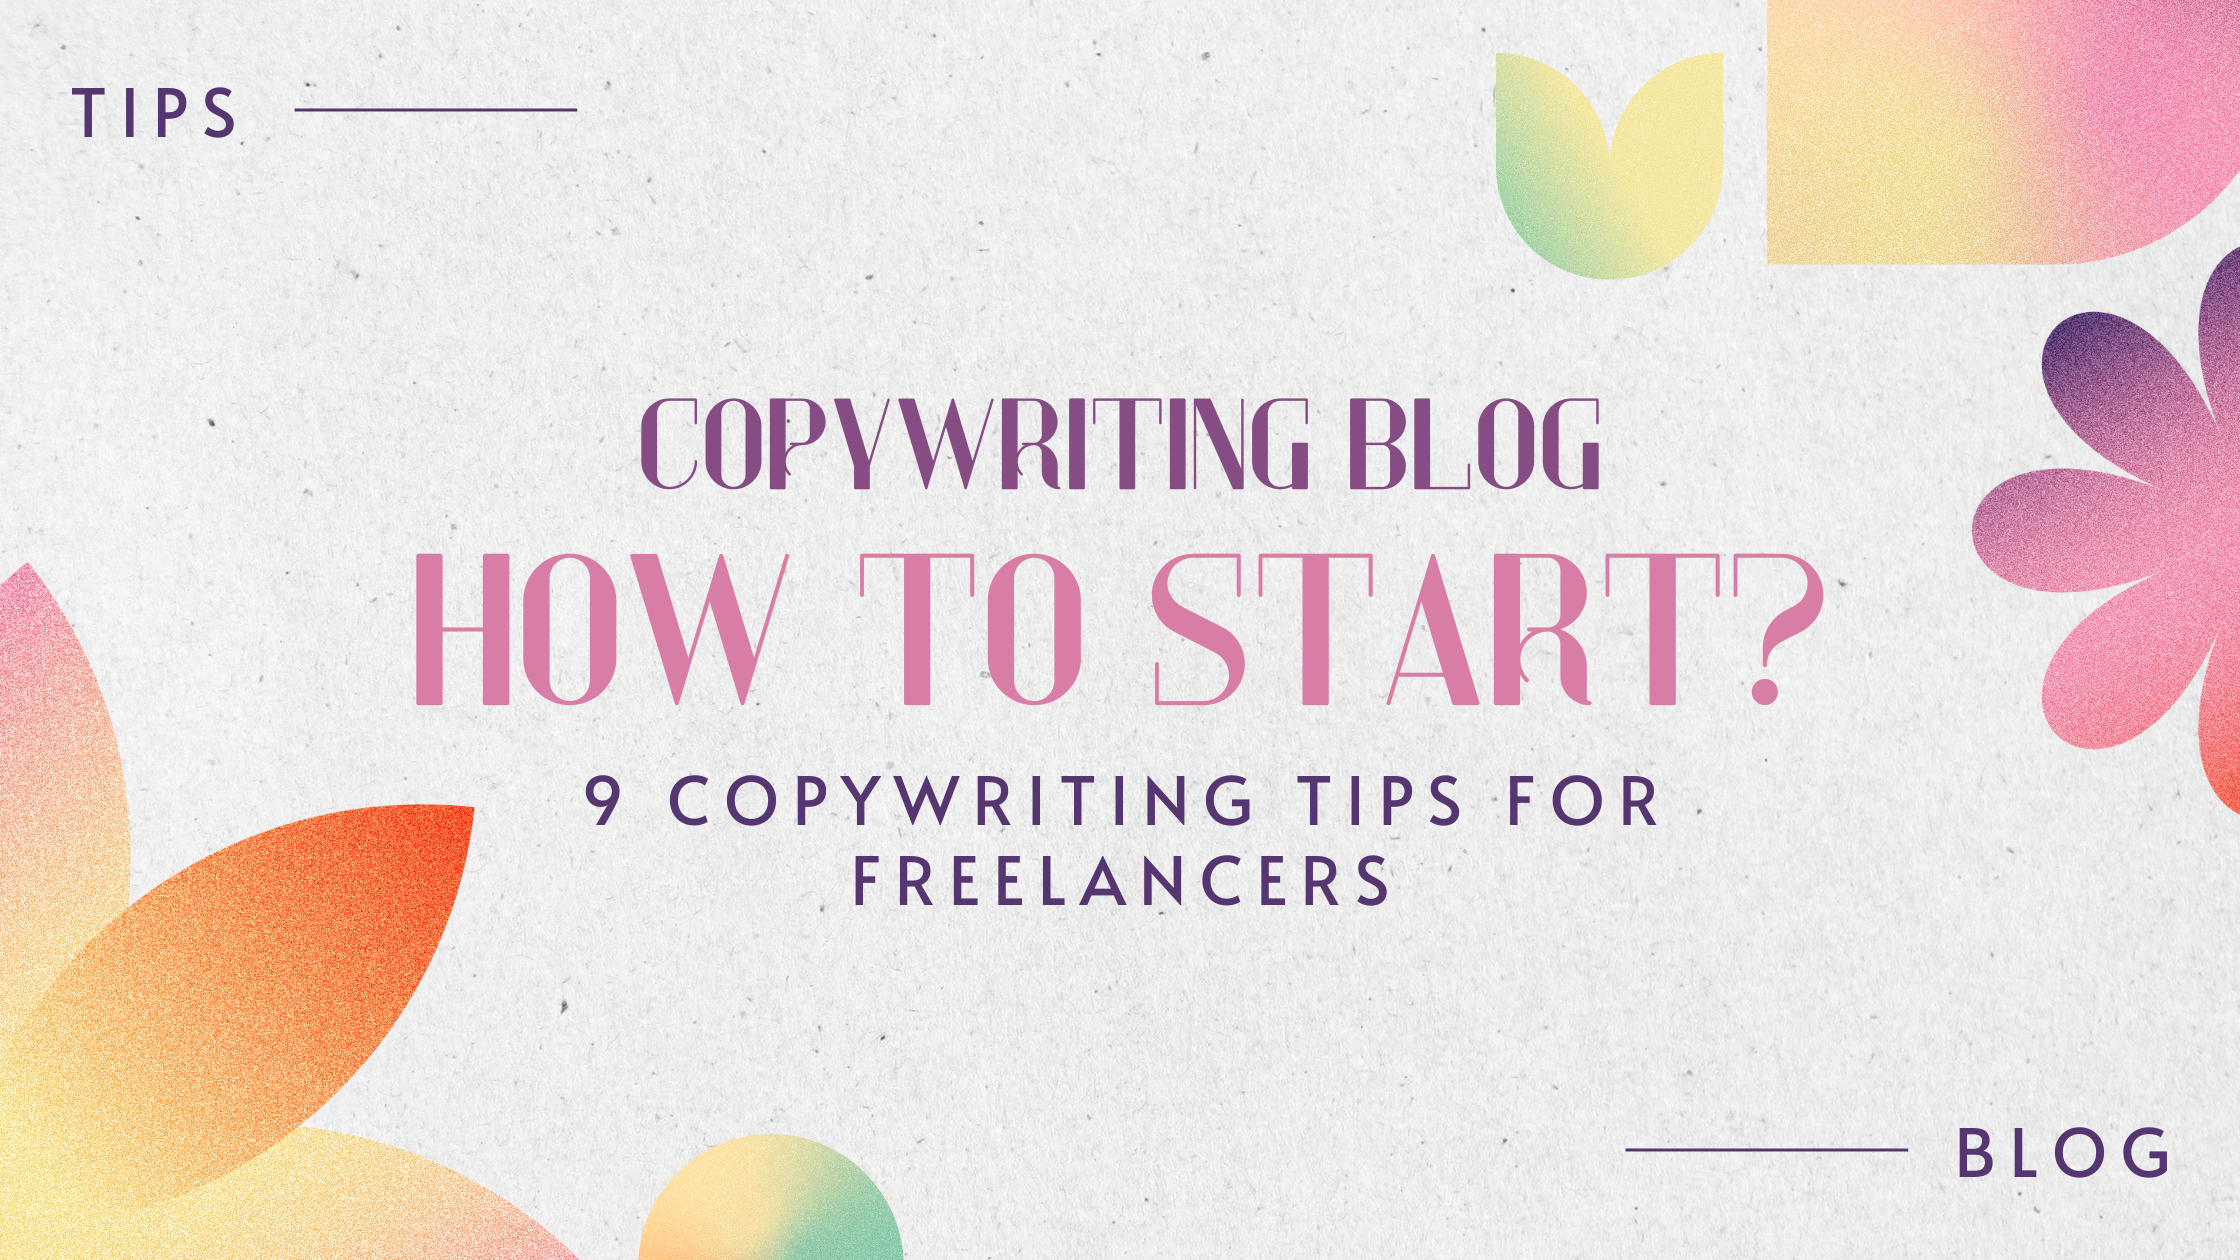 TIPS
COPYWRITING BLOG
HOW TO START?
9 COPYWRITING TIPS FOR
FREELANCERS
BLOG